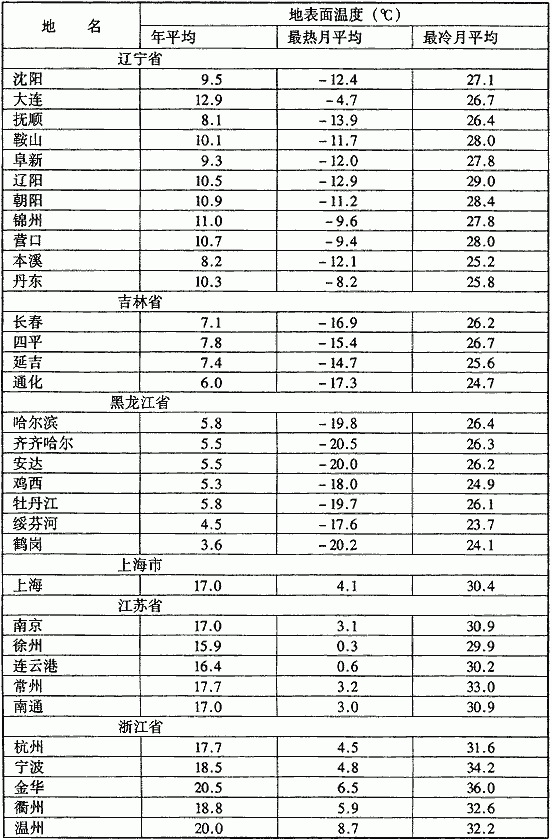 地 名 地表面温度（℃）
年平均 最热月平均 最冷月平均
辽宁省
沈阳 9.5 －12.4 27.1
大连 12.9 －4.7 26.7
抚顺 8.1 －13.9 26.4
鞍山 10.1 －11.7 28.0
阜新 9.3 －12.0 27.8
辽阳 10.5 －12.9 29.0
朝阳 10.9 －11.2 28.4
锦州 11.0 －9.6 27.8
营口 10.7 －9.4 28.0
本溪 8.2 －12.1 25.2
丹东 10.3 －8.2 25.8
吉林省
长春 7.1 －16.9 26.2
四平 7.8 －15.4 26.7
延吉 7.4 －14.7 25.6
通化 6.0 －17.3 24.7
黑龙江省
哈尔滨 5.8 －19.8 26.4
齐齐哈尔 5.5 －20.5 26.3
安达 5.5 －20.0 26.2
鸡西 5.3 －18.0 24.9
牡丹江 5.8 －19.7 26.1
绥芬河 4.5 －17.6 23.7
鹤岗 3.6 －20.2 24.1
上海市
上海 17.0 4.1 30.4
江苏省
南京 17.0 3.1 30.9
徐州 15.9 0.3 29.9
连云港 16.4 0.6 30.2
常州 17.7 3.2 33.0
南通 17.0 3.0 30.9
浙江省
杭州 17.7 4.5 31.6
宁波 18.5 4.8 34.2
金华 20.5 6.5 36.0
衢州 18.8 5.9 32.6
温州 20.0 8.7 32.2